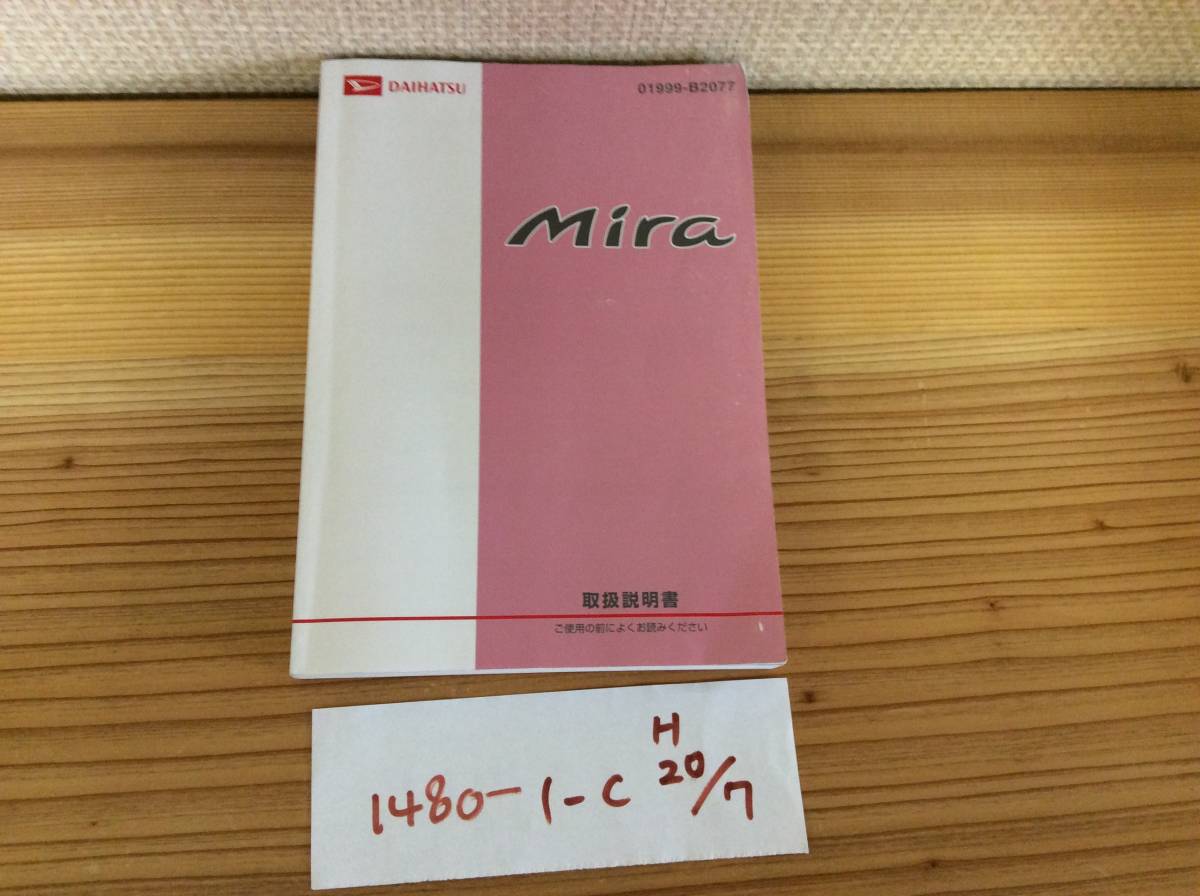 DAIHATSU
01999-B2077
Mira
取扱説明書
ご使用の前によくお読みください
1480-1-C H20/7